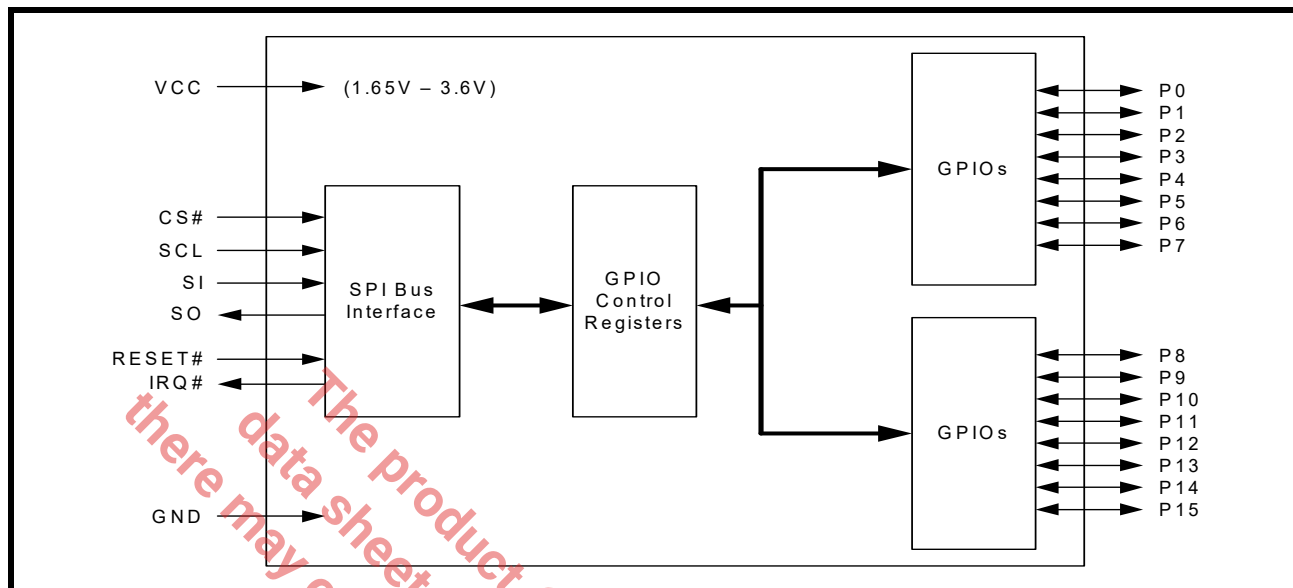 VCC
(1.65V – 3.6V)
CS#
SCL
SI
SO
RESET#
IRQ#
GND
SPI Bus
Interface
GPIO
Control
Registers
GPIOs
P0
P1
P2
P3
P4
P5
P6
P7
GPIOs
P8
P9
P10
P11
P12
P13
P14
P15
The product
data sheet
there may